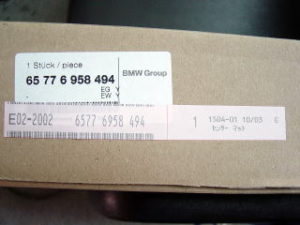 1 Stück / piece
65 77 6 958 494
EG Y
EW Y
BMW Group
E02-2002 6577 6958 494 1 1504-01 10/03 E
ｾﾝｻｰ ﾏｯﾄ